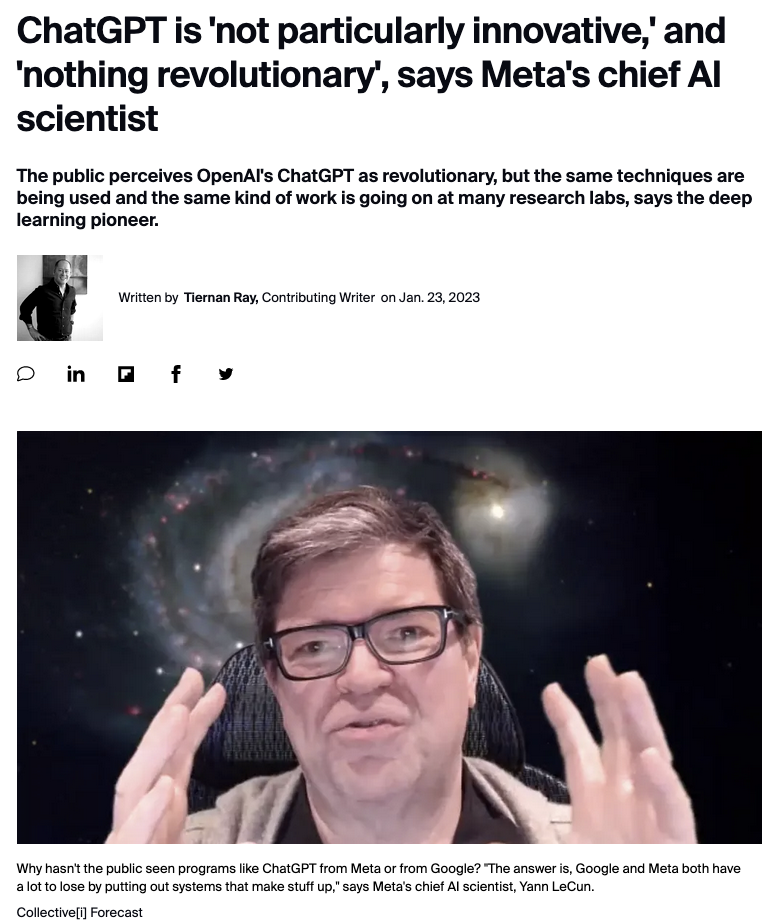 ChatGPT is 'not particularly innovative,' and
'nothing revolutionary', says Meta's chief AI
scientist
The public perceives OpenAI's ChatGPT as revolutionary, but the same techniques are
being used and the same kind of work is going on at many research labs, says the deep
learning pioneer.
Written by Tiernan Ray, Contributing Writer on Jan. 23, 2023
Why hasn't the public seen programs like ChatGPT from Meta or from Google? "The answer is, Google and Meta both have
a lot to lose by putting out systems that make stuff up," says Meta's chief AI scientist, Yann LeCun.
Collective[i] Forecast